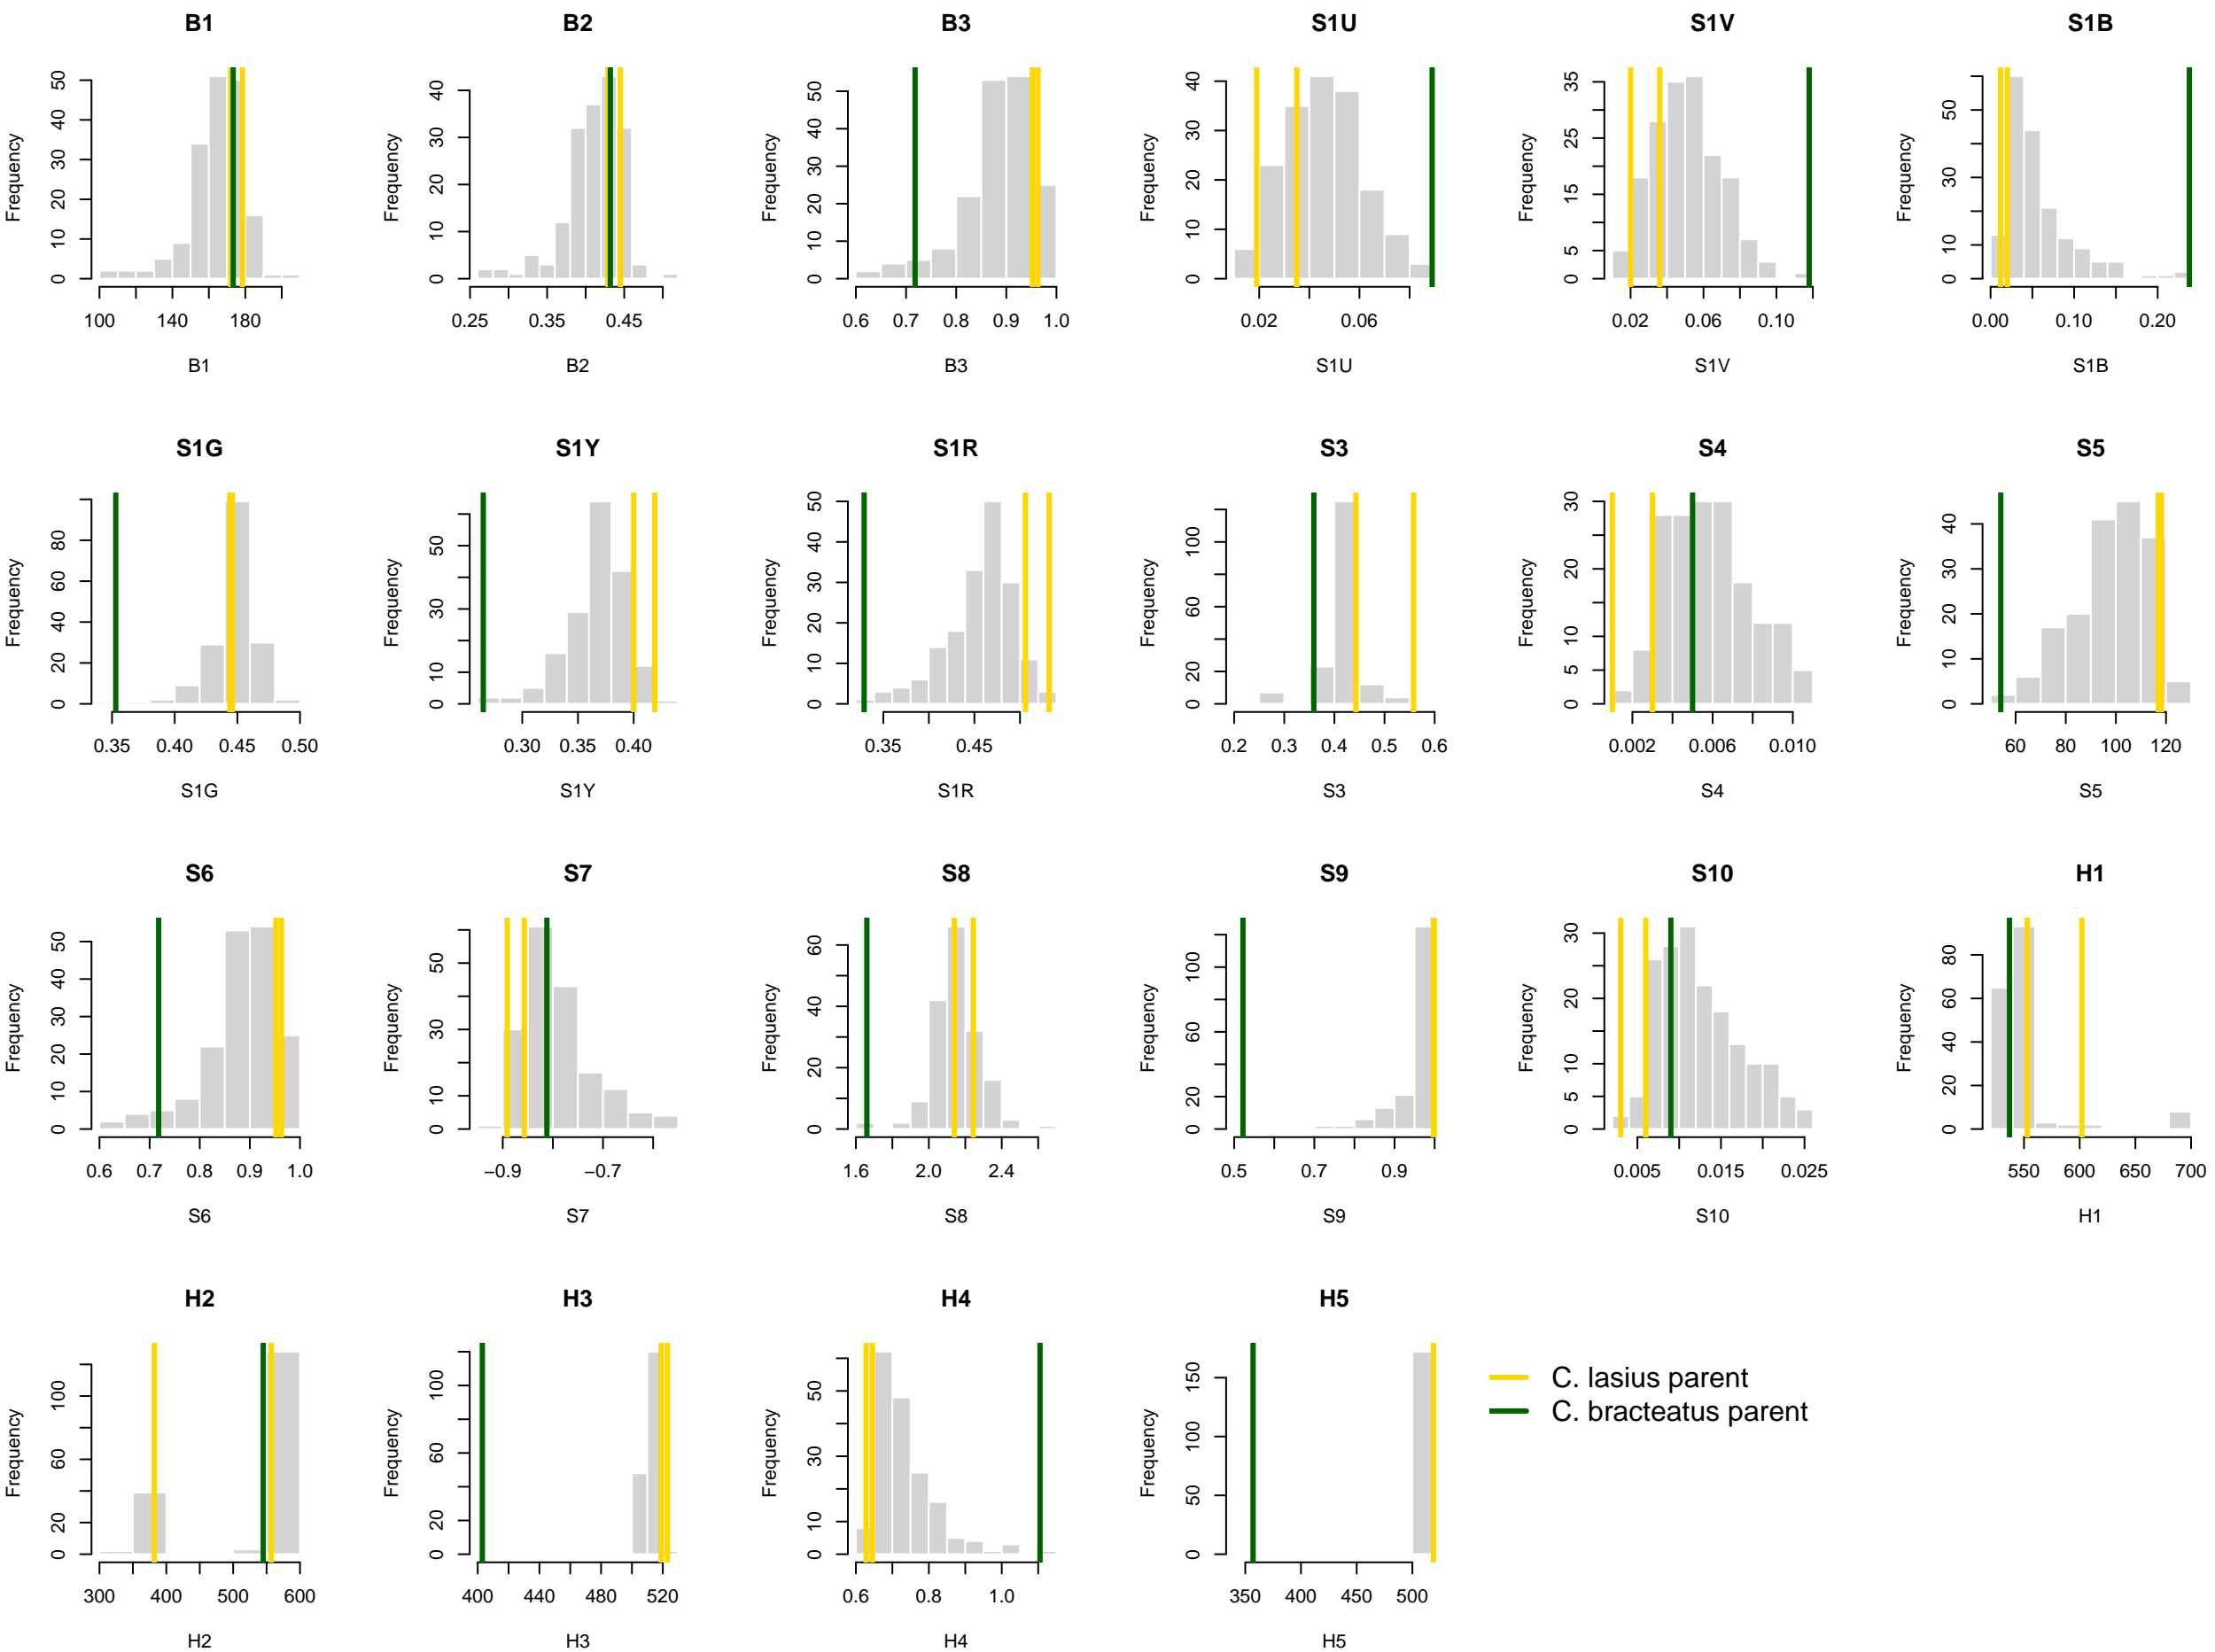 B1 B2 B3 S1U S1V S1B
Frequency 0 10 20 30 40 50
100 140 180
B1
Frequency 0 10 20 30 40
0.25 0.35 0.45
B2
Frequency 0 10 20 30 40 50
0.6 0.7 0.8 0.9 1.0
B3
Frequency 0 10 20 30 40
0.02 0.06
S1U
Frequency 0 5 15 25 35
0.02 0.06 0.10
S1V
Frequency 0 10 30 50
0.00 0.10 0.20
S1B
S1G S1Y S1R S3 S4 S5
Frequency 0 20 40 60 80
0.35 0.40 0.45 0.50
S1G
Frequency 0 10 30 50
0.30 0.35 0.40
S1Y
Frequency 0 10 20 30 40 50
0.35 0.45
S1R
Frequency 0 20 60 100
0.2 0.3 0.4 0.5 0.6
S3
Frequency 0 5 10 20 30
0.002 0.006 0.010
S4
Frequency 0 10 20 30 40
60 80 100 120
S5
S6 S7 S8 S9 S10 H1
Frequency 0 10 20 30 40 50
0.6 0.7 0.8 0.9 1.0
S6
Frequency 0 10 30 50
−0.9 −0.7
S7
Frequency 0 20 40 60
1.6 2.0 2.4
S8
Frequency 0 20 60 100
0.5 0.7 0.9
S9
Frequency 0 5 10 20 30
0.005 0.015 0.025
S10
Frequency 0 20 40 60 80
550 600 650 700
H1
H2 H3 H4 H5
Frequency 0 20 60 100
300 400 500 600
H2
Frequency 0 20 60 100
400 440 480 520
H3
Frequency 0 10 30 50
0.6 0.8 1.0
H4
Frequency 0 50 100 150
350 400 450 500
H5
C. lasius parent
C. bracteatus parent